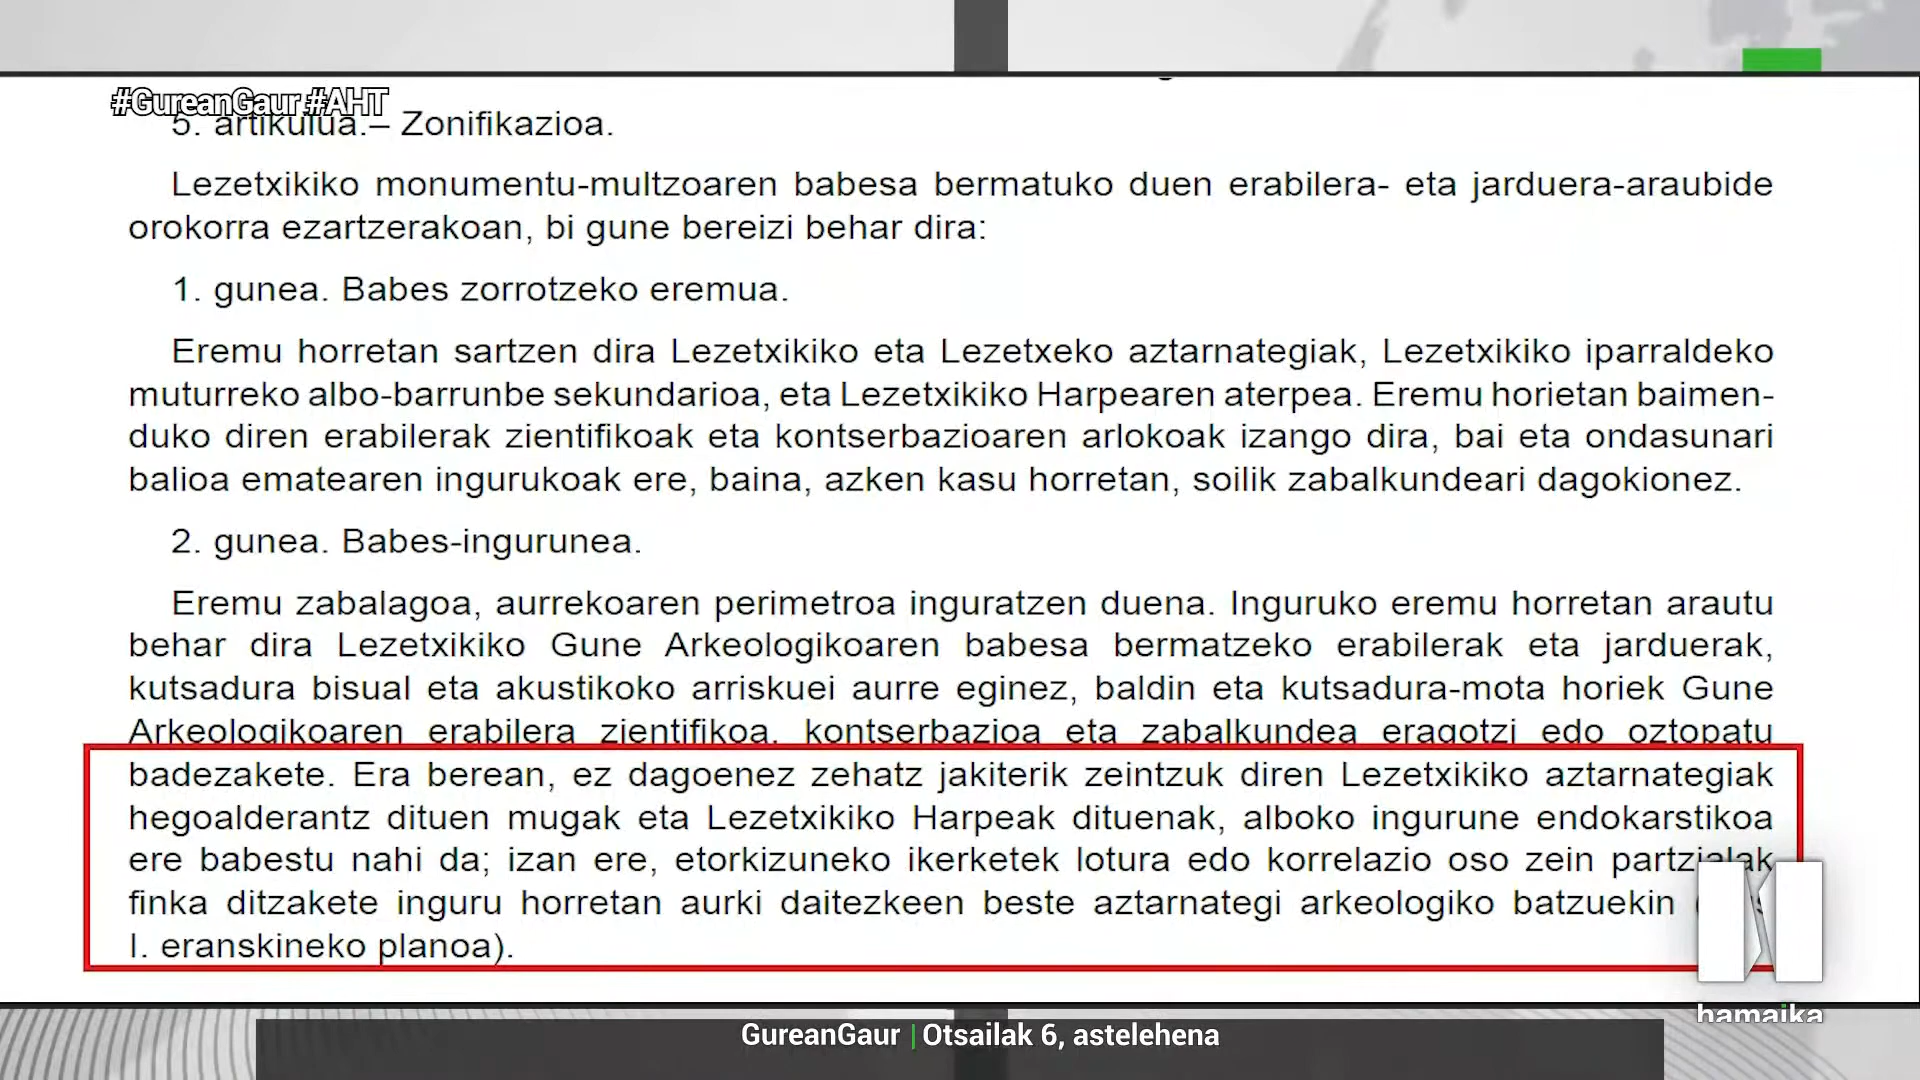 #GureanGaur #AHT
5. artikulua.– Zonifikazioa.
Lezetxikiko monumentu-multzoaren babesa bermatuko duen erabilera- eta jarduera-araubide
orokorra ezartzerakoan, bi gune bereizi behar dira:
1. gunea. Babes zorrotzeko eremua.
Eremu horretan sartzen dira Lezetxikiko eta Lezetxeko aztarnategiak, Lezetxikiko iparraldeko
muturreko albo-barrunbe sekundarioa, eta Lezetxikiko Harpearen aterpea. Eremu horietan baimen-
duko diren erabilerak zientifikoak eta kontserbazioaren arlokoak izango dira, bai eta ondasunari
balioa ematearen ingurukoak ere, baina, azken kasu horretan, soilik zabalkundeari dagokionez.
2. gunea. Babes-ingurunea.
Eremu zabalagoa, aurrekoaren perimetroa inguratzen duena. Inguruko eremu horretan arautu
behar dira Lezetxikiko Gune Arkeologikoaren babesa bermatzeko erabilerak eta jarduerak,
kutsadura bisual eta akustikoko arriskuei aurre eginez, baldin eta kutsadura-mota horiek Gune
Arkeologikoaren erabilera zientifikoa, kontserbazioa eta zabalkundea eragotzi edo oztopatu
badezakete. Era berean, ez dagoenez zehatz jakiterik zeintzuk diren Lezetxikiko aztarnategiak
hegoalderantz dituen mugak eta Lezetxikiko Harpeak dituenak, alboko ingurune endokarstikoa
ere babestu nahi da; izan ere, etorkizuneko ikerketek lotura edo korrelazio oso zein partzialak
finka ditzakete inguru horretan aurki daitezkeen beste aztarnategi arkeologiko batzuekin
I. eranskineko planoa).
hamaika
GureanGaur | Otsailak 6, astelehena